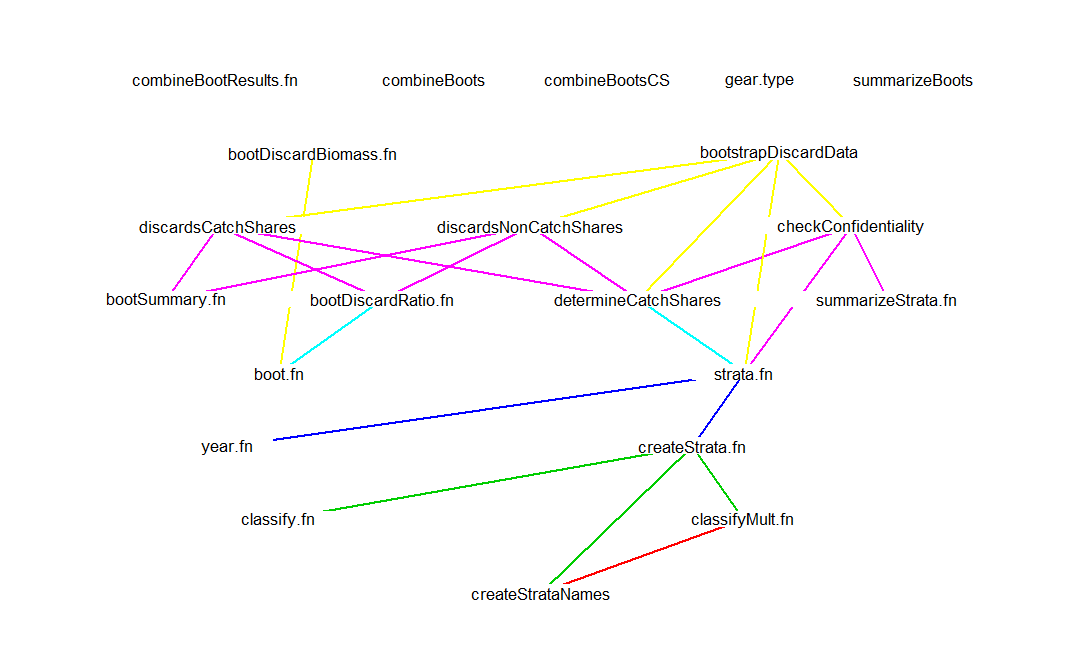 combineBootResults.fn combineBoots combineBootsCS gear.type summarizeBoots
bootDiscardBiomass.fn bootstrapDiscardData
discardsCatchShares discardsNonCatchShares checkConfidentiality
bootSummary.fn bootDiscardRatio.fn determineCatchShares summarizeStrata.fn
boot.fn strata.fn
year.fn createStrata.fn
classify.fn classifyMult.fn
createStrataNames